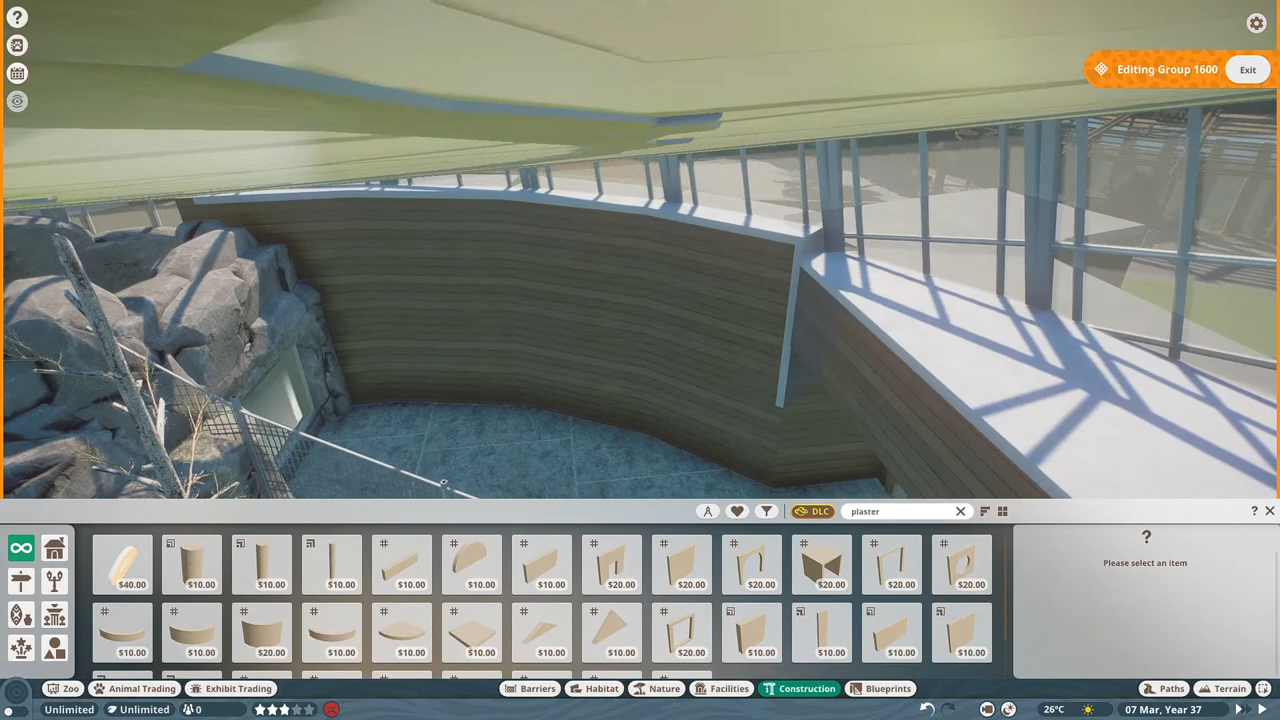 Editing Group 1600
Exit
DLC
plaster
?
$40.00
$10.00
$10.00
$10.00
$10.00
$10.00
$10.00
$20.00
$20.00
$20.00
$20.00
$20.00
$20.00
$10.00
$10.00
$20.00
$10.00
$10.00
$10.00
$10.00
$10.00
$20.00
$10.00
$10.00
$10.00
$10.00
?
Please select an item
Zoo
Animal Trading
Exhibit Trading
Barriers
Habitat
Nature
Facilities
Construction
Blueprints
Paths
Terrain
Unlimited
Unlimited
0
26°C
07 Mar, Year 37